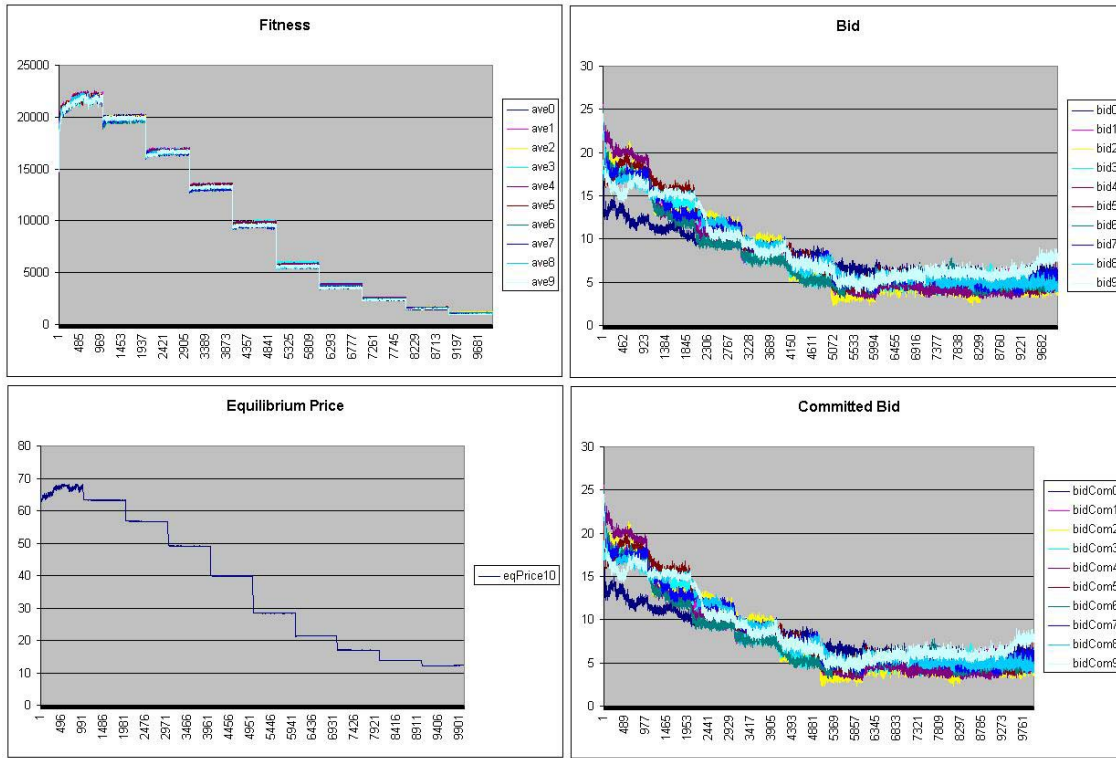 Fitness
25000
20000
15000
10000
5000
0
1 485 969 1453 1937 2421 2905 3389 3873 4357 4841 5325 5809 6293 6777 7261 7745 8229 8713 9197 9681
ave0
ave1
ave2
ave3
ave4
ave5
ave6
ave7
ave8
ave9
Bid
30
25
20
15
10
5
0
1 462 923 1384 1845 2306 2767 3228 3689 4150 4611 5072 5533 5994 6455 6916 7377 7838 8299 8760 9221 9682
bid0
bid1
bid2
bid3
bid4
bid5
bid6
bid7
bid8
bid9
Equilibrium Price
80
70
60
50
40
30
20
10
0
1 496 991 1486 1981 2476 2971 3466 3961 4456 4951 5446 5941 6436 6931 7426 7921 8416 8911 9406 9901
eqPrice10
Committed Bid
30
25
20
15
10
5
0
1 489 977 1465 1953 2441 2929 3417 3905 4393 4881 5369 5857 6345 6833 7321 7809 8297 8785 9273 9761
bidCom0
bidCom1
bidCom2
bidCom3
bidCom4
bidCom5
bidCom6
bidCom7
bidCom8
bidCom9